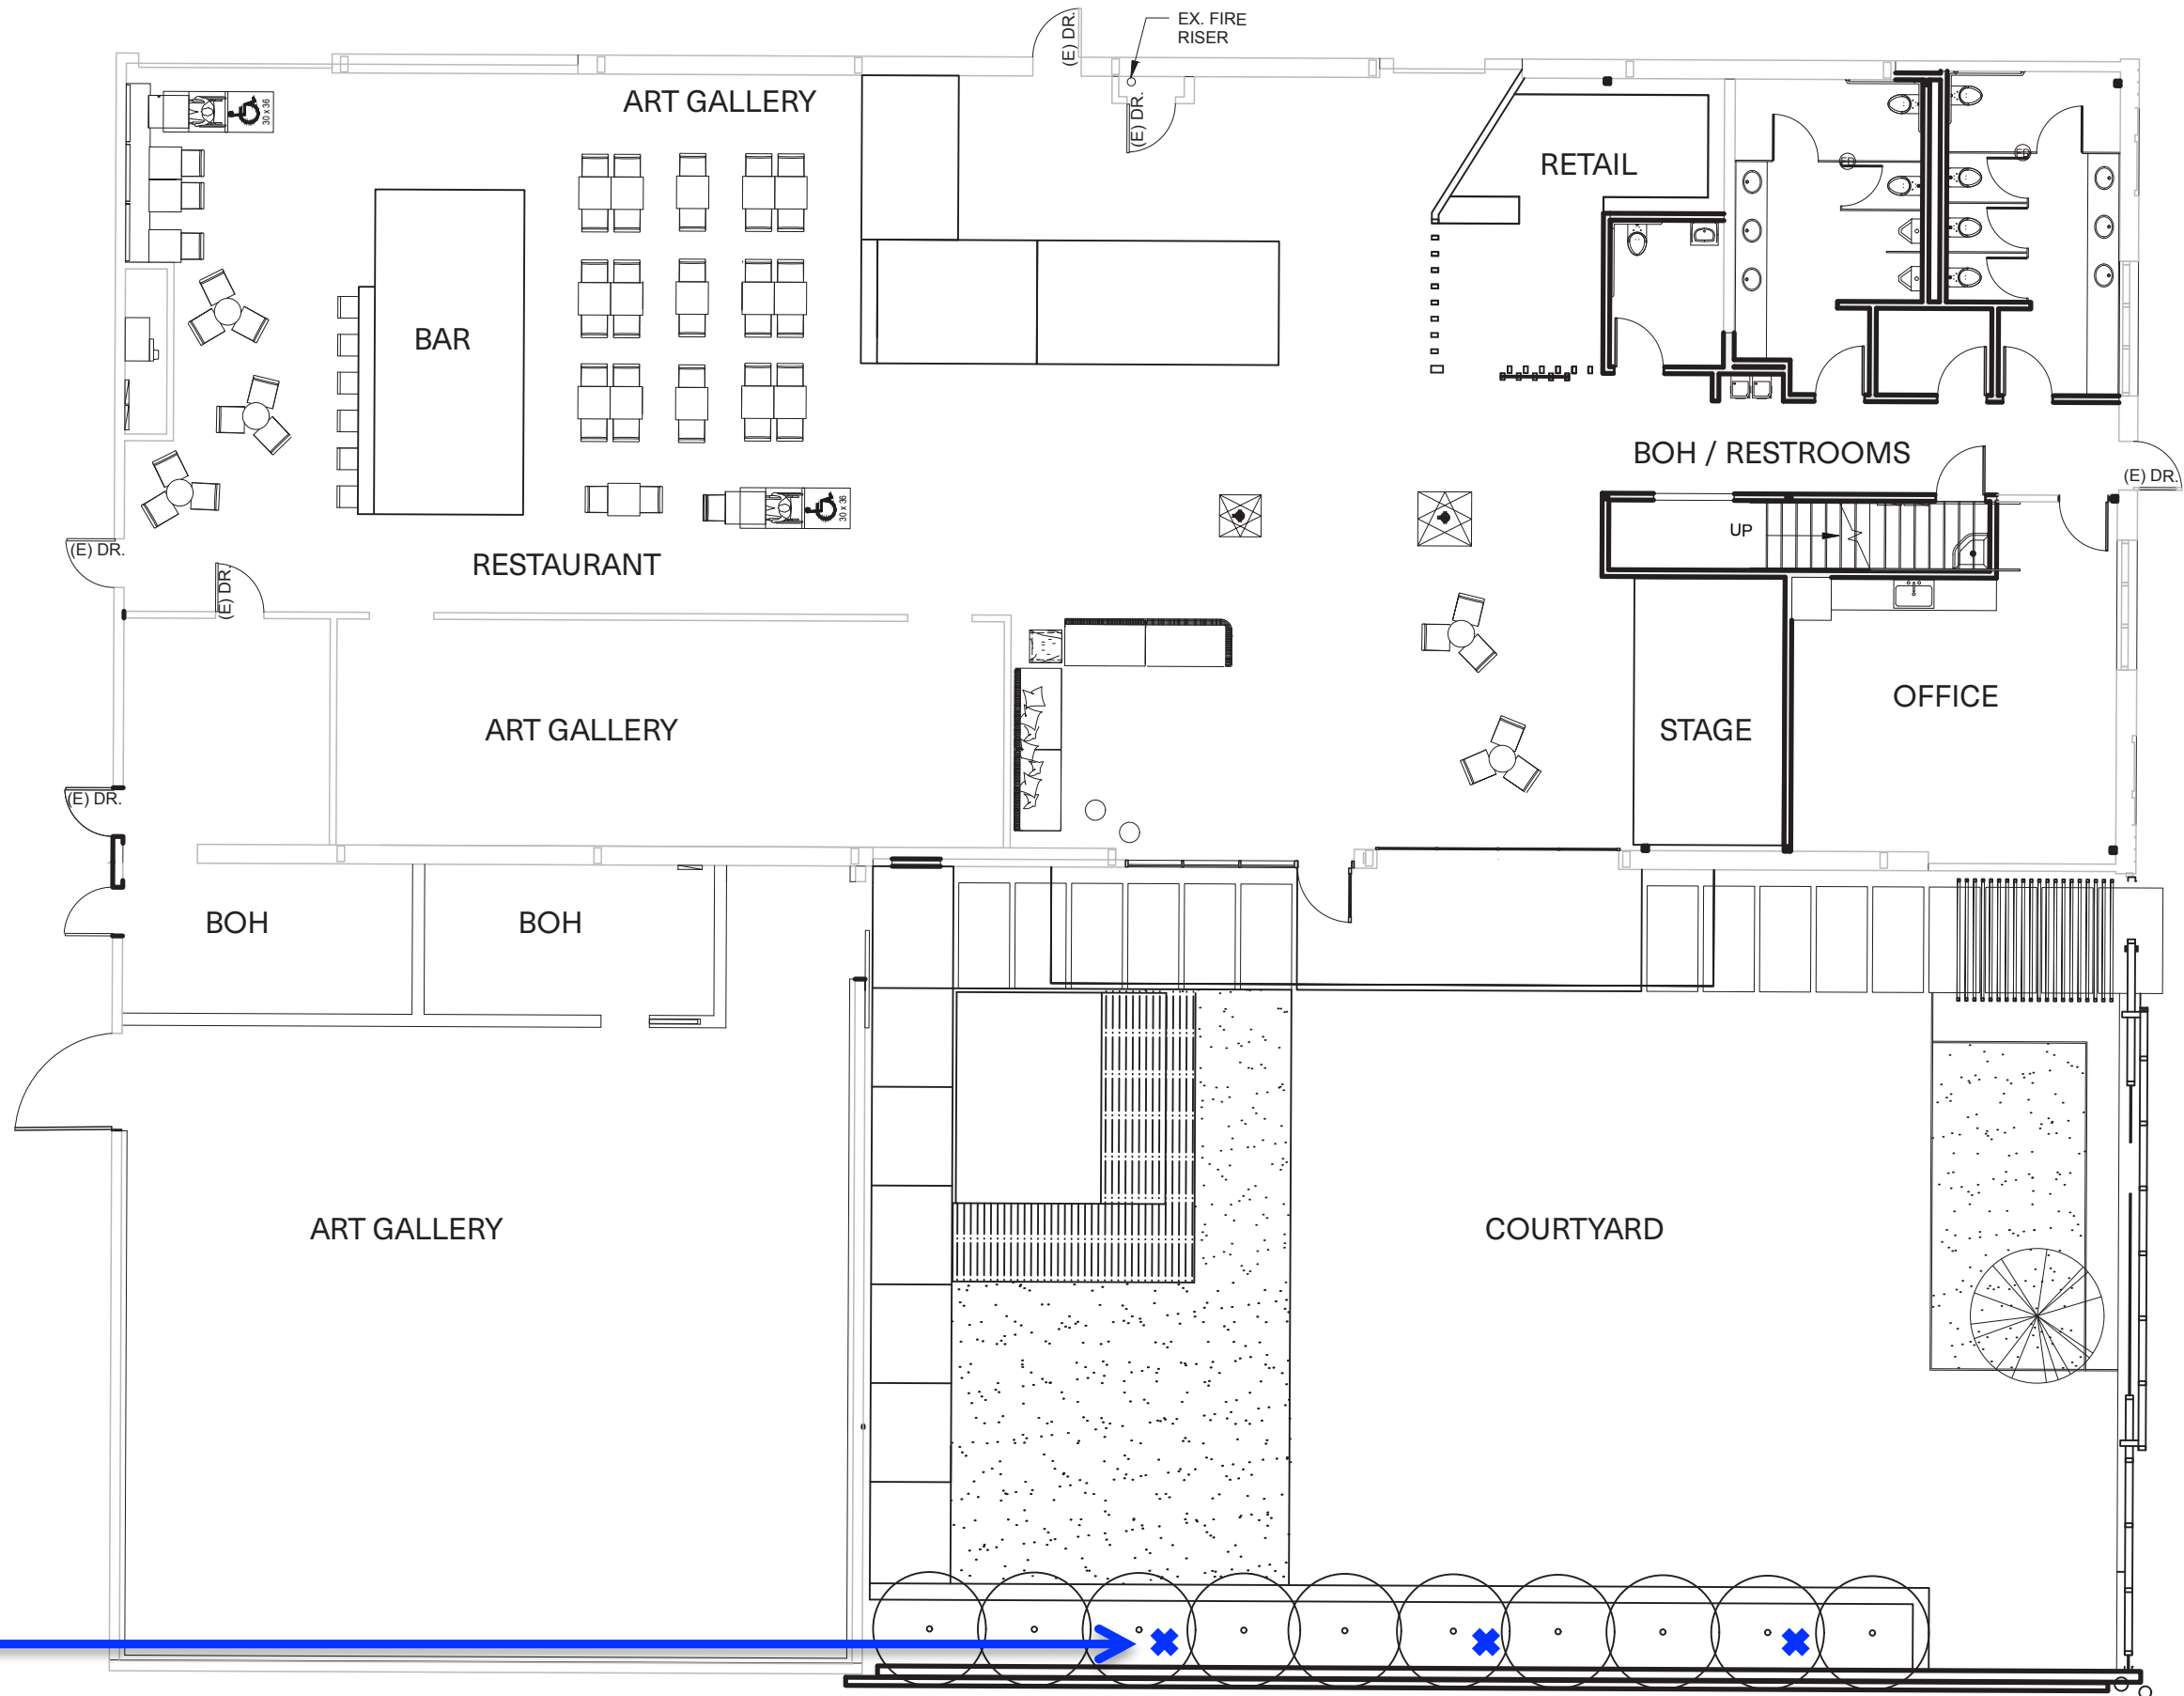 EX. FIRE
RISER
(E) DR.
ART GALLERY
30 x 36
(E) DR.
RETAIL
BAR
BOH / RESTROOMS
(E) DR.
30 x 36
UP
(E) DR.
RESTAURANT
(E) DR.
ART GALLERY
STAGE
OFFICE
(E) DR.
BOH
BOH
ART GALLERY
COURTYARD